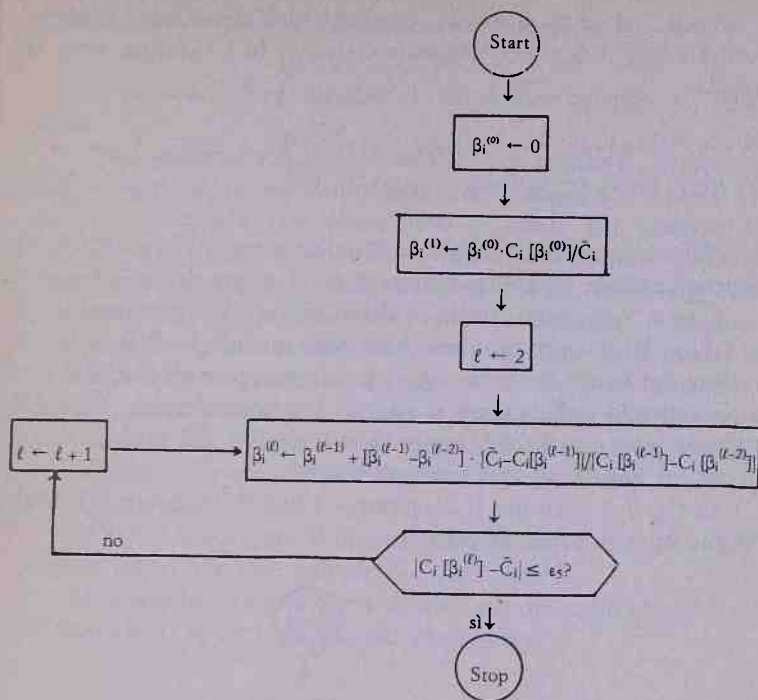 Start
βᵢ⁽⁰⁾ ← 0
βᵢ⁽¹⁾ ← βᵢ⁽⁰⁾·Cᵢ [βᵢ⁽⁰⁾]/C̄ᵢ
ℓ ← 2
ℓ ← ℓ + 1
βᵢ⁽ℓ⁾ ← βᵢ⁽ℓ⁻¹⁾ + [βᵢ⁽ℓ⁻¹⁾–βᵢ⁽ℓ⁻²⁾] · {C̄ᵢ–Cᵢ[βᵢ⁽ℓ⁻¹⁾]}/{Cᵢ [βᵢ⁽ℓ⁻¹⁾]–Cᵢ [βᵢ⁽ℓ⁻²⁾]}
no
|Cᵢ [βᵢ⁽ℓ⁾] –C̄ᵢ| ≤ ε₅?
sì
Stop